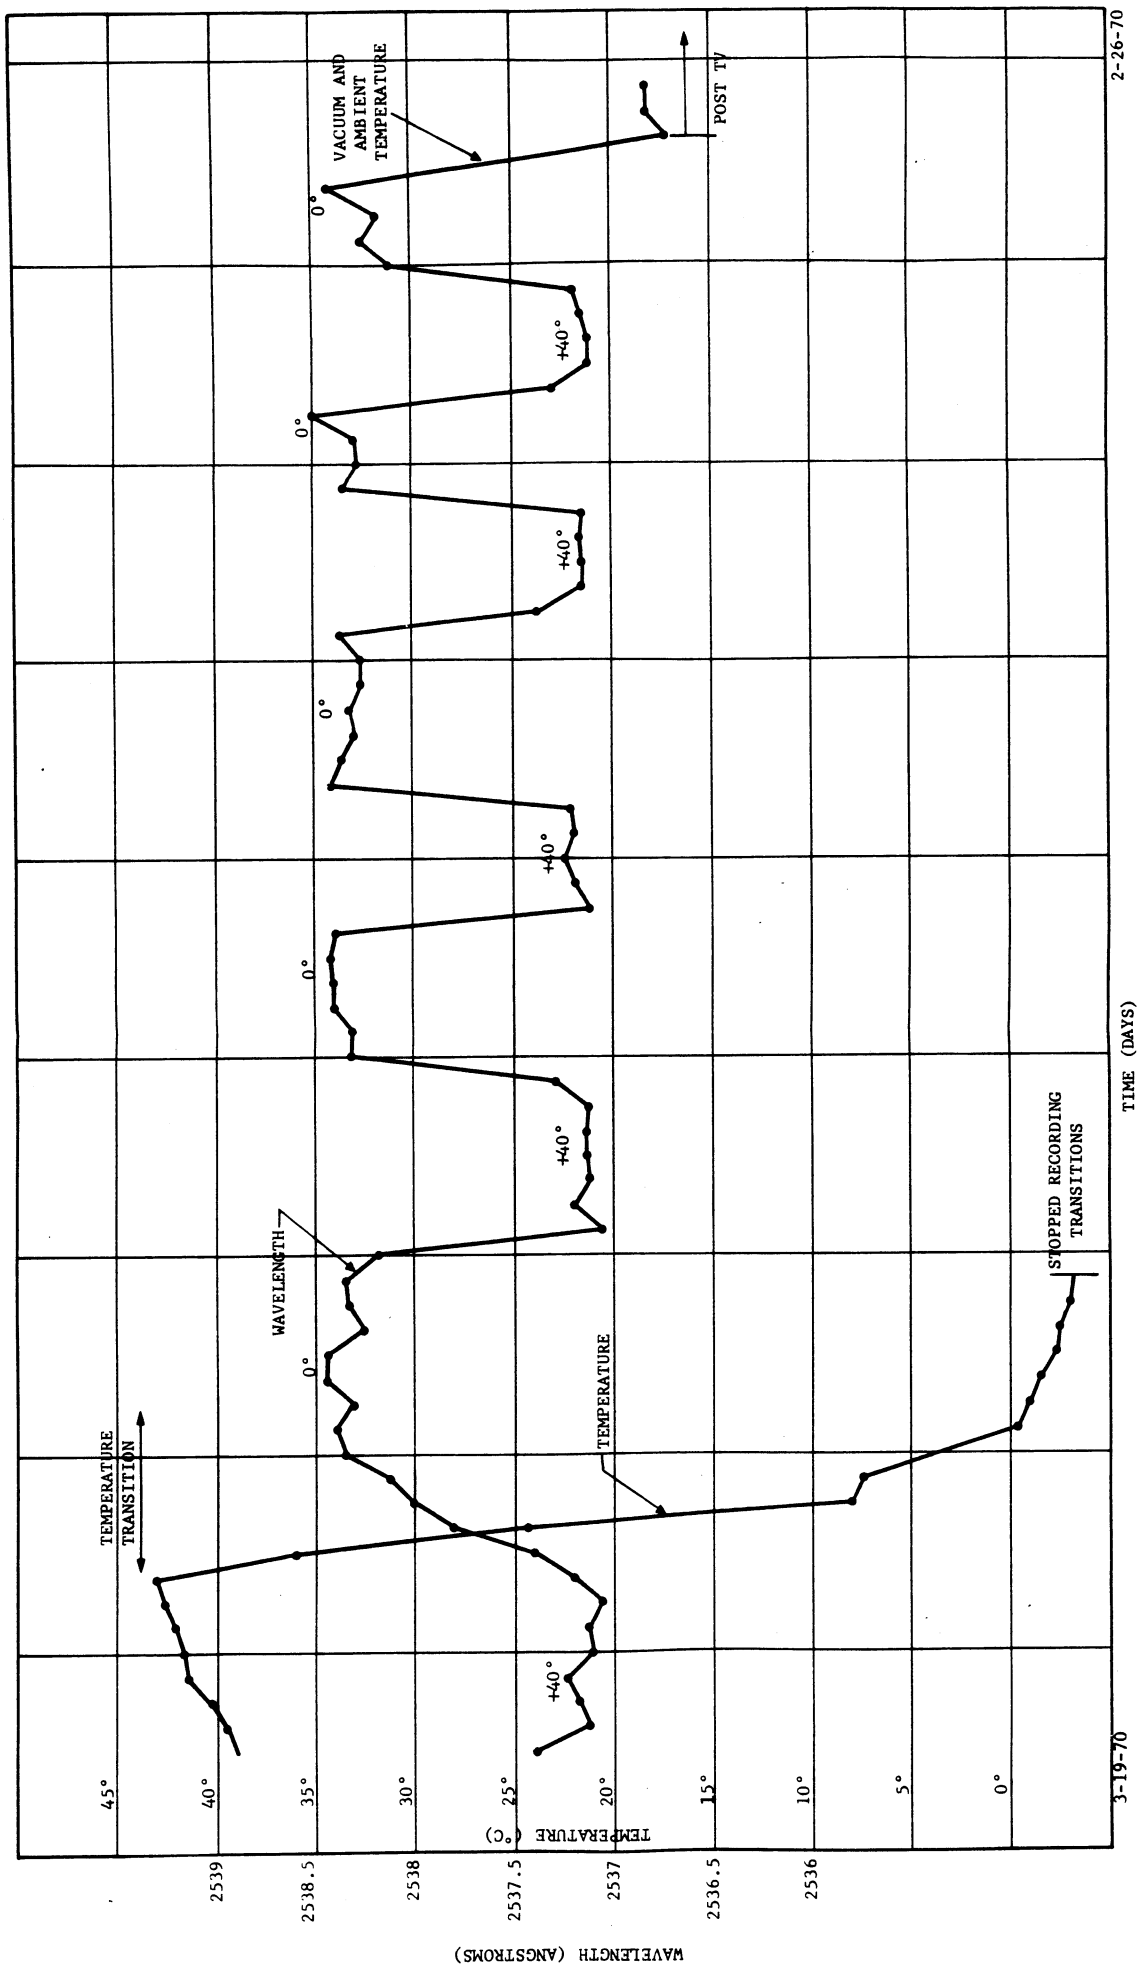 VACUUM AND
AMBIENT
TEMPERATURE
POST TV
2-26-70
0°
+40°
0°
+40°
0°
+40°
0°
+40°
0°
+40°
WAVELENGTH
TEMPERATURE
TRANSITION
TEMPERATURE
STOPPED RECORDING
TRANSITIONS
TIME (DAYS)
3-19-70
45°
40°
35°
30°
25°
20°
15°
10°
5°
0°
TEMPERATURE (°C)
2539
2538.5
2538
2537.5
2537
2536.5
2536
WAVELENGTH (ANGSTROMS)